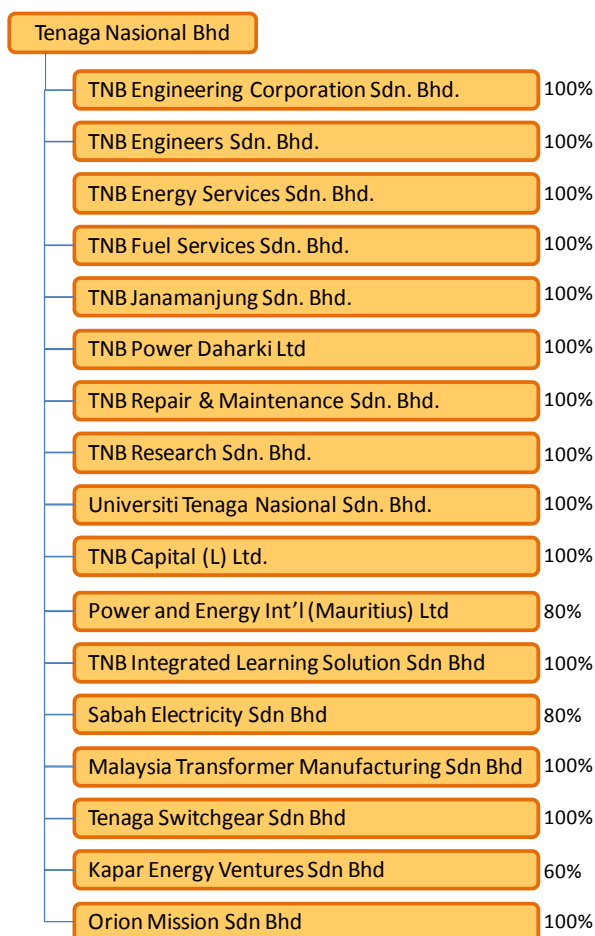 Tenaga Nasional Bhd
TNB Engineering Corporation Sdn. Bhd. 100%
TNB Engineers Sdn. Bhd. 100%
TNB Energy Services Sdn. Bhd. 100%
TNB Fuel Services Sdn. Bhd. 100%
TNB Janamanjung Sdn. Bhd. 100%
TNB Power Daharki Ltd 100%
TNB Repair & Maintenance Sdn. Bhd. 100%
TNB Research Sdn. Bhd. 100%
Universiti Tenaga Nasional Sdn. Bhd. 100%
TNB Capital (L) Ltd. 100%
Power and Energy Int’l (Mauritius) Ltd 80%
TNB Integrated Learning Solution Sdn Bhd 100%
Sabah Electricity Sdn Bhd 80%
Malaysia Transformer Manufacturing Sdn Bhd 100%
Tenaga Switchgear Sdn Bhd 100%
Kapar Energy Ventures Sdn Bhd 60%
Orion Mission Sdn Bhd 100%